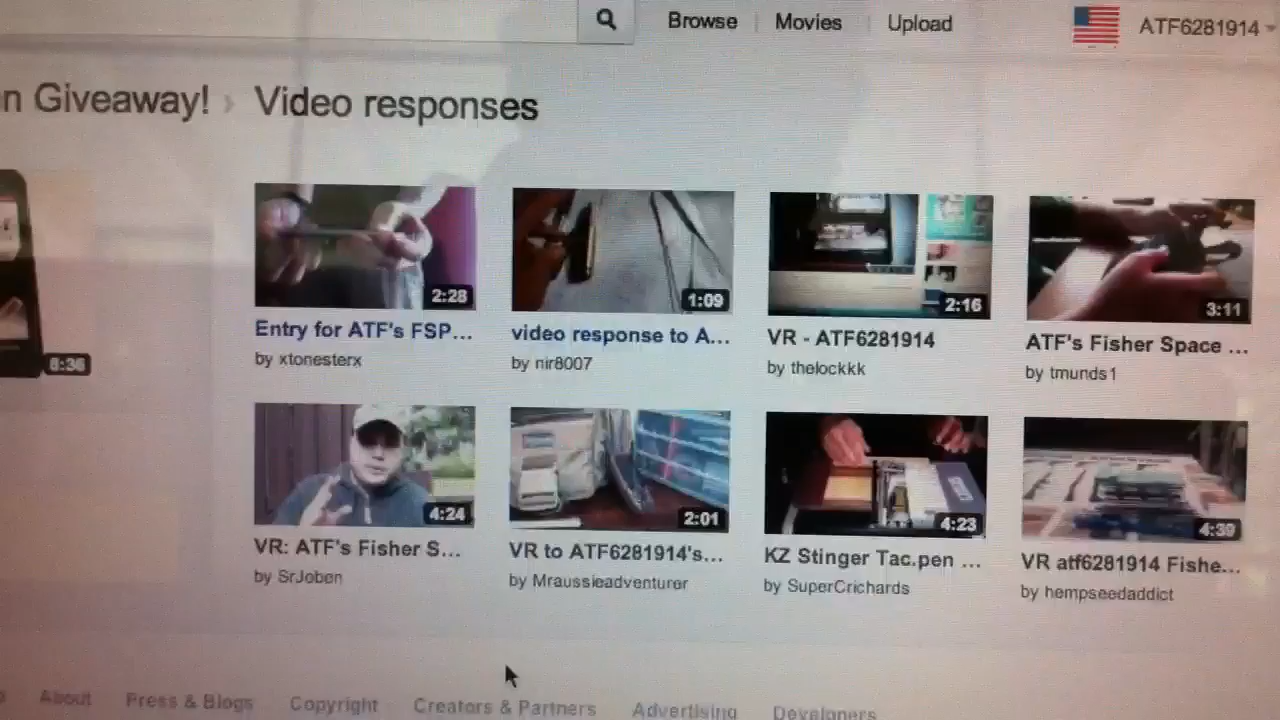 Browse Movies Upload ATF6281914
n Giveaway! › Video responses
2:28
1:09
2:16
3:11
Entry for ATF's FSP...
by xtonesterx
video response to A...
by nir8007
VR - ATF6281914
by thelockkk
ATF's Fisher Space ...
by tmunds1
4:24
2:01
4:23
4:39
VR: ATF's Fisher S...
by SrJoben
VR to ATF6281914's...
by Mraussieadventurer
KZ Stinger Tac.pen ...
by SuperCrichards
VR atf6281914 Fishe...
by hempseedaddict
About Press & Blogs Copyright Creators & Partners Advertising Developers